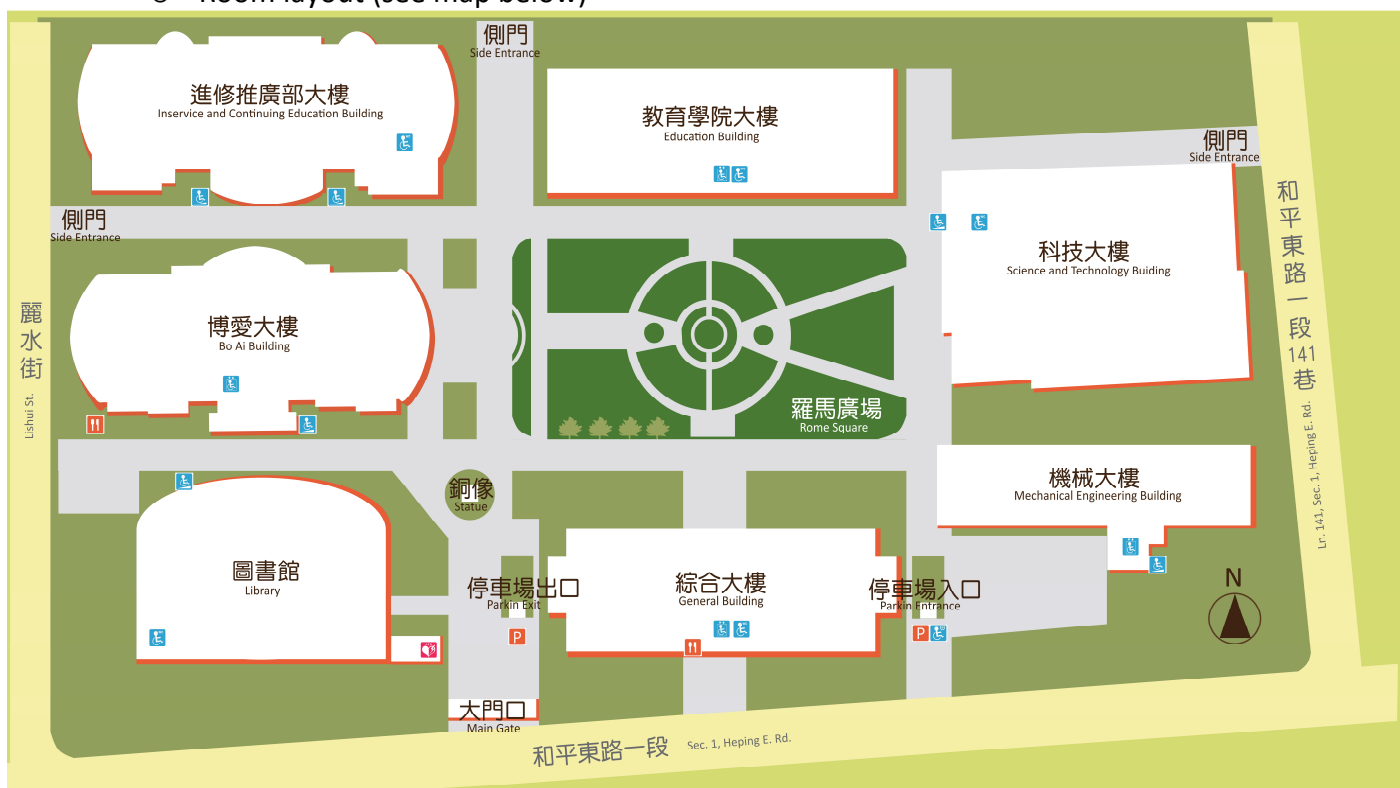 ○ Room layout (see map below)
側門
Side Entrance
進修推廣部大樓
Inservice and Continuing Education Building
教育學院大樓
Education Building
側門
Side Entrance
側門
Side Entrance
和平東路一段141巷
Ln. 141, Sec. 1, Heping E. Rd.
科技大樓
Science and Technology Buiding
麗水街
Lishui St.
博愛大樓
Bo Ai Building
羅馬廣場
Rome Square
銅像
Statue
機械大樓
Mechanical Engineering Building
圖書館
Library
停車場出口
Parkin Exit
P
綜合大樓
General Building
停車場入口
Parkin Entrance
P
N
大門口
Main Gate
和平東路一段 Sec. 1, Heping E. Rd.